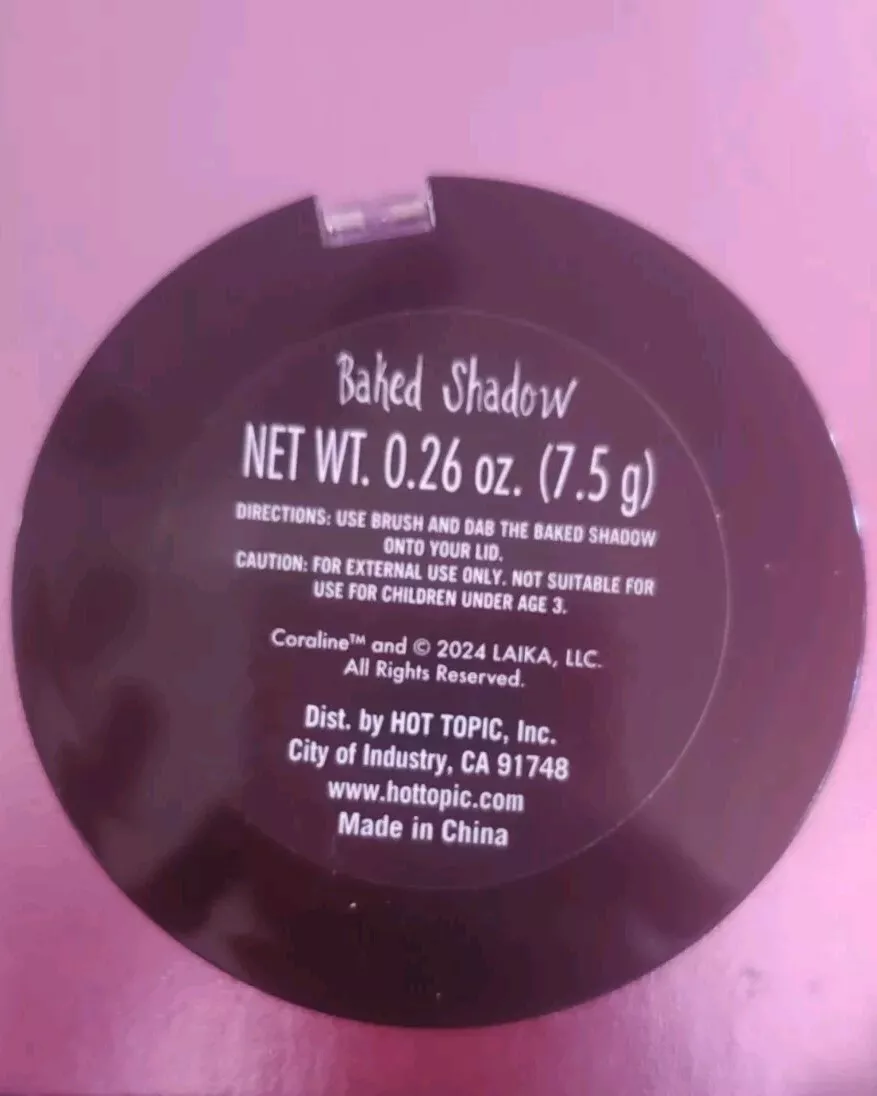 Baked Shadow
NET WT. 0.26 oz. (7.5 g)
DIRECTIONS: USE BRUSH AND DAB THE BAKED SHADOW
ONTO YOUR LID.
CAUTION: FOR EXTERNAL USE ONLY. NOT SUITABLE FOR
USE FOR CHILDREN UNDER AGE 3.
Coraline™ and © 2024 LAIKA, LLC.
All Rights Reserved.
Dist. by HOT TOPIC, Inc.
City of Industry, CA 91748
www.hottopic.com
Made in China